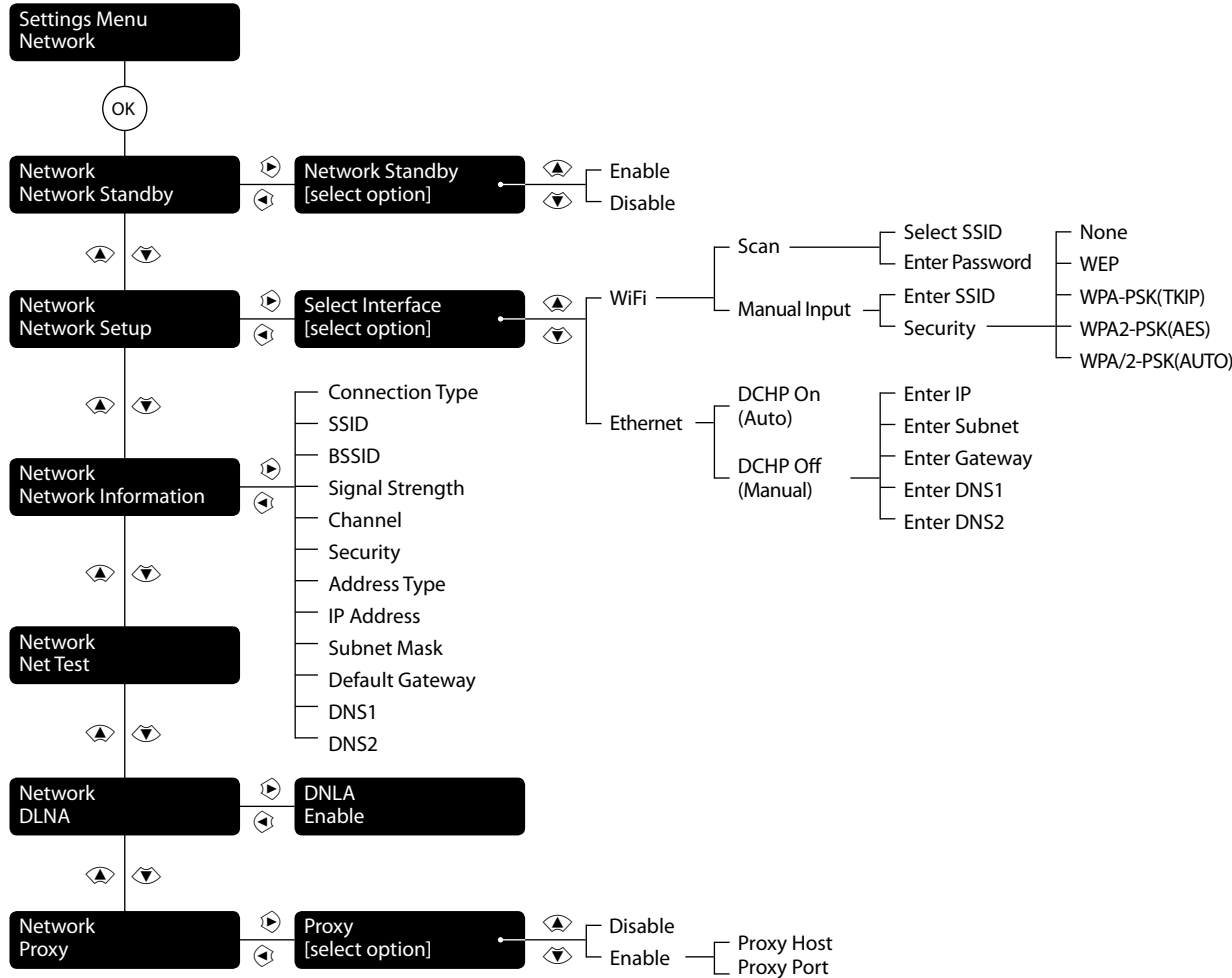 Settings Menu
Network
OK
Network
Network Standby
Network Standby
[select option]
Enable
Disable
Network
Network Setup
Select Interface
[select option]
WiFi
Scan
Select SSID
Enter Password
Manual Input
Enter SSID
Security
None
WEP
WPA-PSK(TKIP)
WPA2-PSK(AES)
WPA/2-PSK(AUTO)
Ethernet
DCHP On
(Auto)
DCHP Off
(Manual)
Enter IP
Enter Subnet
Enter Gateway
Enter DNS1
Enter DNS2
Network
Network Information
Connection Type
SSID
BSSID
Signal Strength
Channel
Security
Address Type
IP Address
Subnet Mask
Default Gateway
DNS1
DNS2
Network
Net Test
Network
DLNA
DNLA
Enable
Network
Proxy
Proxy
[select option]
Disable
Enable
Proxy Host
Proxy Port